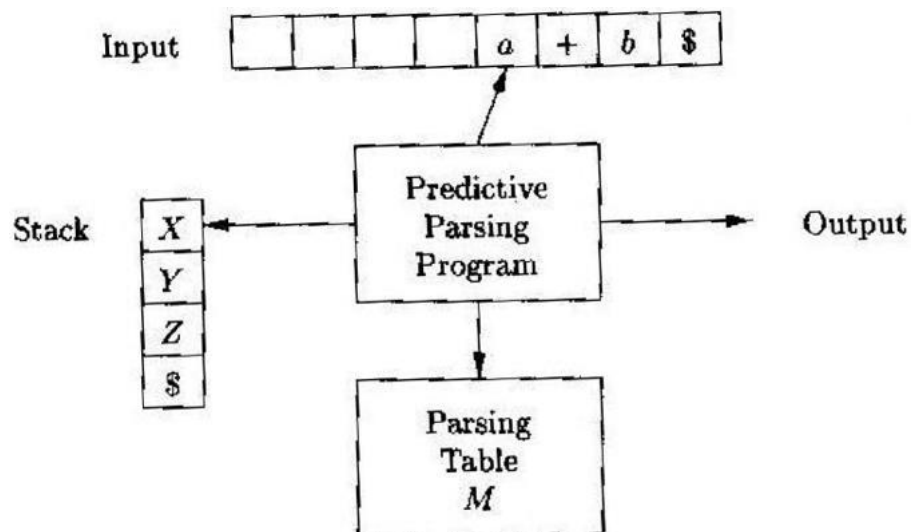 Input a + b $
Predictive
Parsing
Program
Stack X
Y
Z
$
Output
Parsing
Table
M